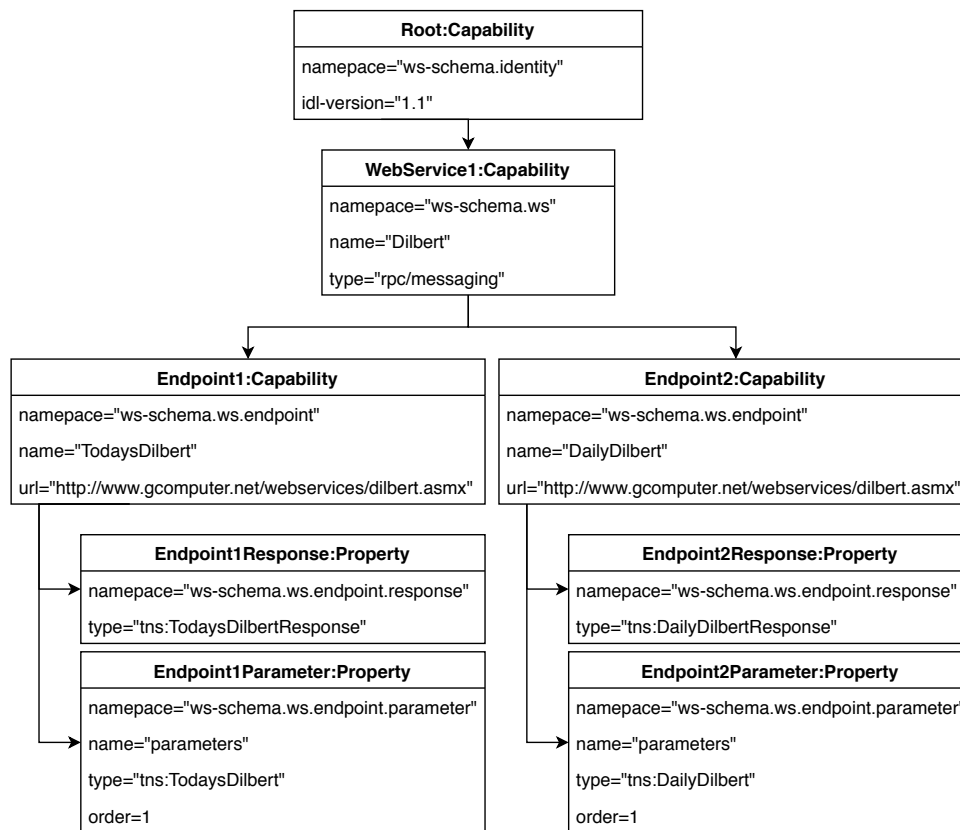 Root:Capability
namepace="ws-schema.identity"
idl-version="1.1"
WebService1:Capability
namepace="ws-schema.ws"
name="Dilbert"
type="rpc/messaging"
Endpoint1:Capability
namepace="ws-schema.ws.endpoint"
name="TodaysDilbert"
url="http://www.gcomputer.net/webservices/dilbert.asmx"
Endpoint1Response:Property
namepace="ws-schema.ws.endpoint.response"
type="tns:TodaysDilbertResponse"
Endpoint1Parameter:Property
namepace="ws-schema.ws.endpoint.parameter"
name="parameters"
type="tns:TodaysDilbert"
order=1
Endpoint2:Capability
namepace="ws-schema.ws.endpoint"
name="DailyDilbert"
url="http://www.gcomputer.net/webservices/dilbert.asmx"
Endpoint2Response:Property
namepace="ws-schema.ws.endpoint.response"
type="tns:DailyDilbertResponse"
Endpoint2Parameter:Property
namepace="ws-schema.ws.endpoint.parameter"
name="parameters"
type="tns:DailyDilbert"
order=1